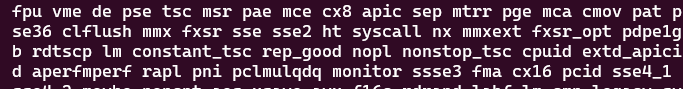 fpu vme de pse tsc msr pae mce cx8 apic sep mtrr pge mca cmov pat p
se36 clflush mmx fxsr sse sse2 ht syscall nx mmxext fxsr_opt pdpe1g
b rdtscp lm constant_tsc rep_good nopl nonstop_tsc cpuid extd_apici
d aperfmperf rapl pni pclmulqdq monitor ssse3 fma cx16 pcid sse4_1